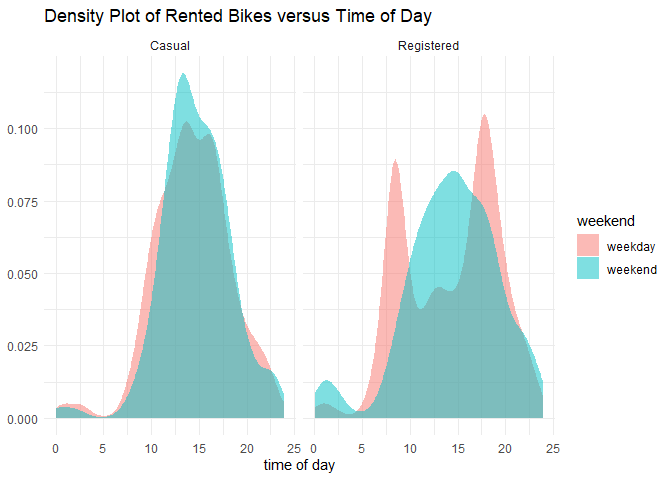 Density Plot of Rented Bikes versus Time of Day
Casual
Registered
0.100
0.075
0.050
0.025
0.000
0 5 10 15 20 25
0 5 10 15 20 25
time of day
weekend
weekday
weekend